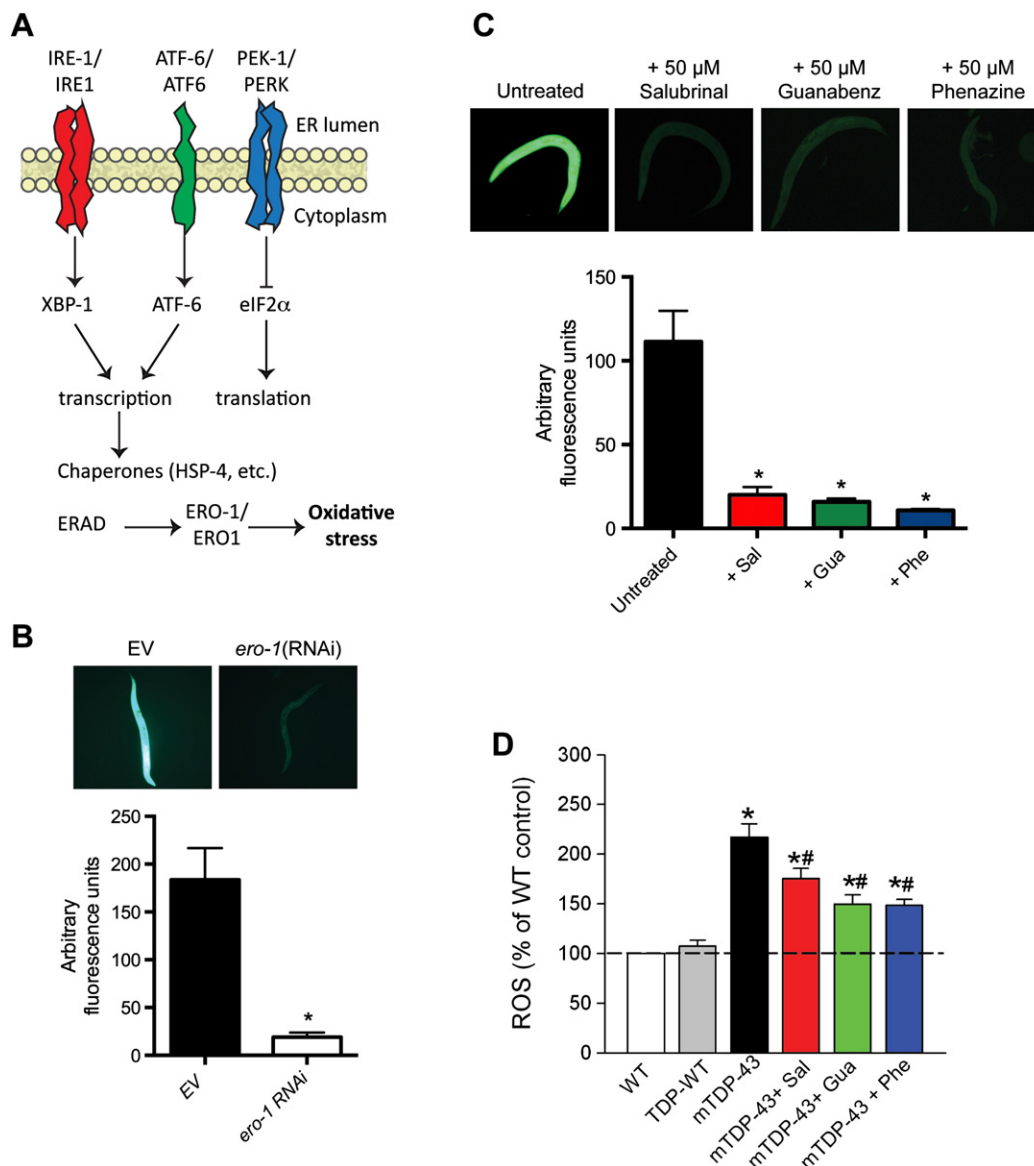 A
IRE-1/
IRE1
ATF-6/
ATF6
PEK-1/
PERK
ER lumen
Cytoplasm
XBP-1
ATF-6
eIF2α
transcription
translation
Chaperones (HSP-4, etc.)
ERAD
ERO-1/
ERO1
Oxidative
stress
B
EV
ero-1(RNAi)
Arbitrary
fluorescence units
250
200
150
100
50
0
*
EV
ero-1 RNAi
C
Untreated
+ 50 µM
Salubrinal
+ 50 µM
Guanabenz
+ 50 µM
Phenazine
Arbitrary
fluorescence units
150
100
50
0
*
*
*
Untreated
+ Sal
+ Gua
+ Phe
D
ROS (% of WT control)
300
250
200
150
100
50
0
*
*#
*#
*#
WT
TDP-WT
mTDP-43
mTDP-43+ Sal
mTDP-43+ Gua
mTDP-43 + Phe